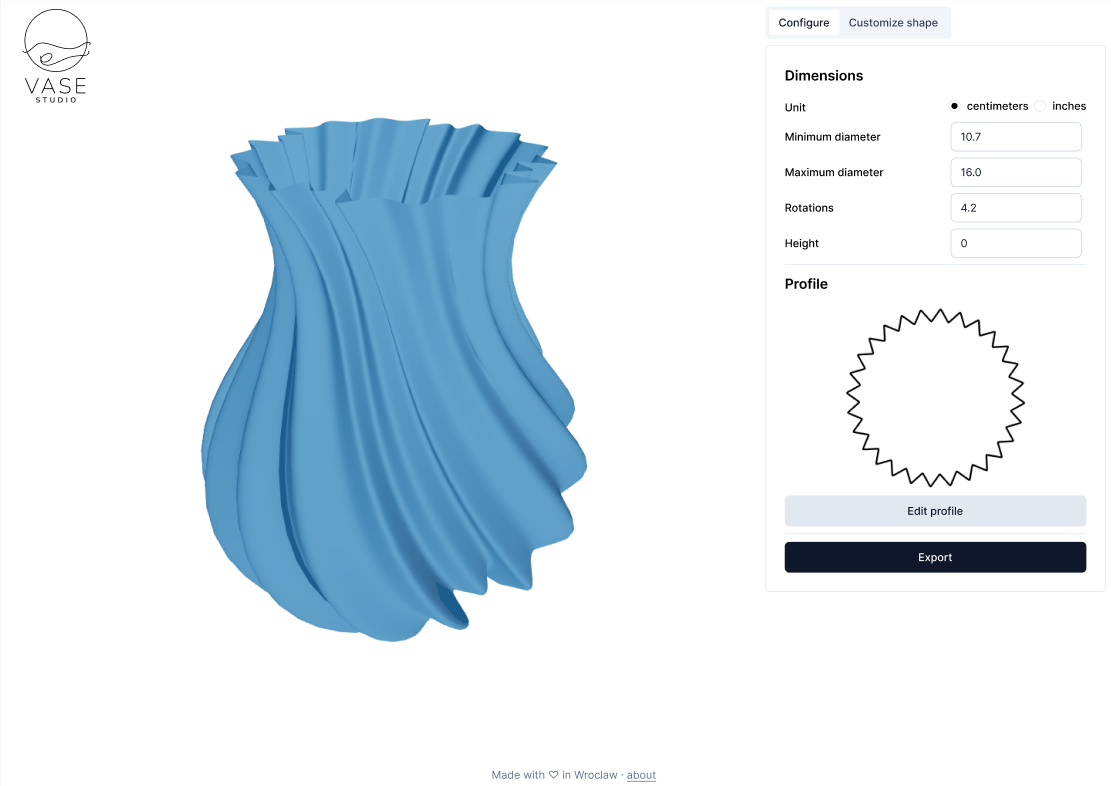 VASE
STUDIO
Configure
Customize shape
Dimensions
Unit
centimeters
inches
Minimum diameter
10.7
Maximum diameter
16.0
Rotations
4.2
Height
0
Profile
Edit profile
Export
Made with ♡ in Wroclaw · about